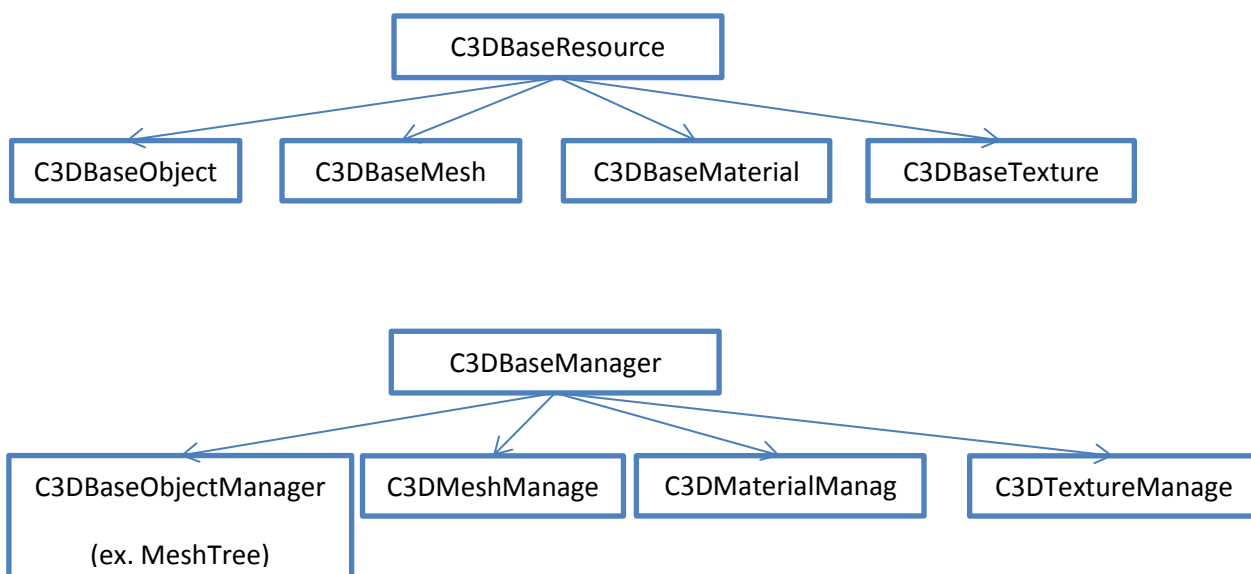 C3DBaseResource
C3DBaseObject
C3DBaseMesh
C3DBaseMaterial
C3DBaseTexture
C3DBaseManager
C3DBaseObjectManager
(ex. MeshTree)
C3DMeshManage
C3DMaterialManag
C3DTextureManage